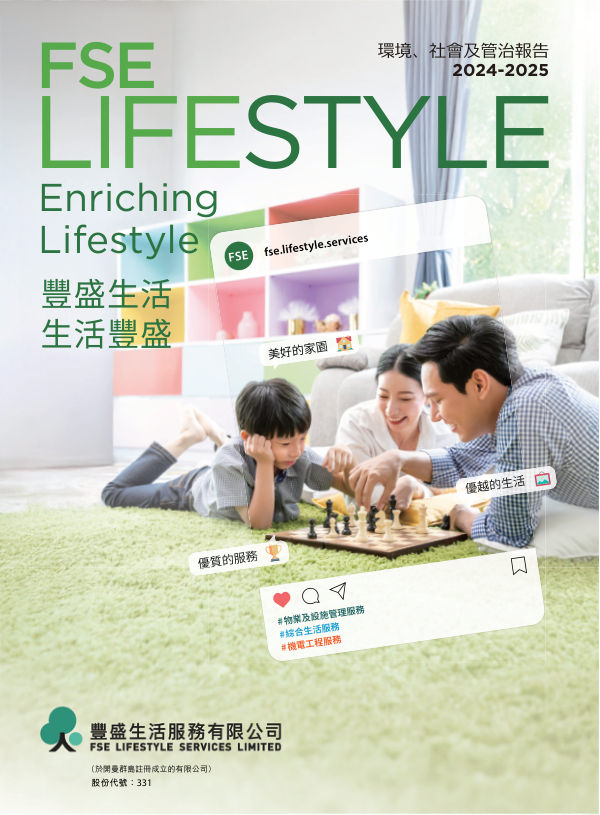 FSE
環境、社會及管治報告
2024-2025
LIFESTYLE
Enriching
Lifestyle
豐盛生活
生活豐盛
FSE fse.lifestyle.services
美好的家園
優越的生活
優質的服務
#物業及設施管理服務
#綜合生活服務
#機電工程服務
豐盛生活服務有限公司
FSE LIFESTYLE SERVICES LIMITED
(於開曼群島註冊成立的有限公司)
股份代號：331